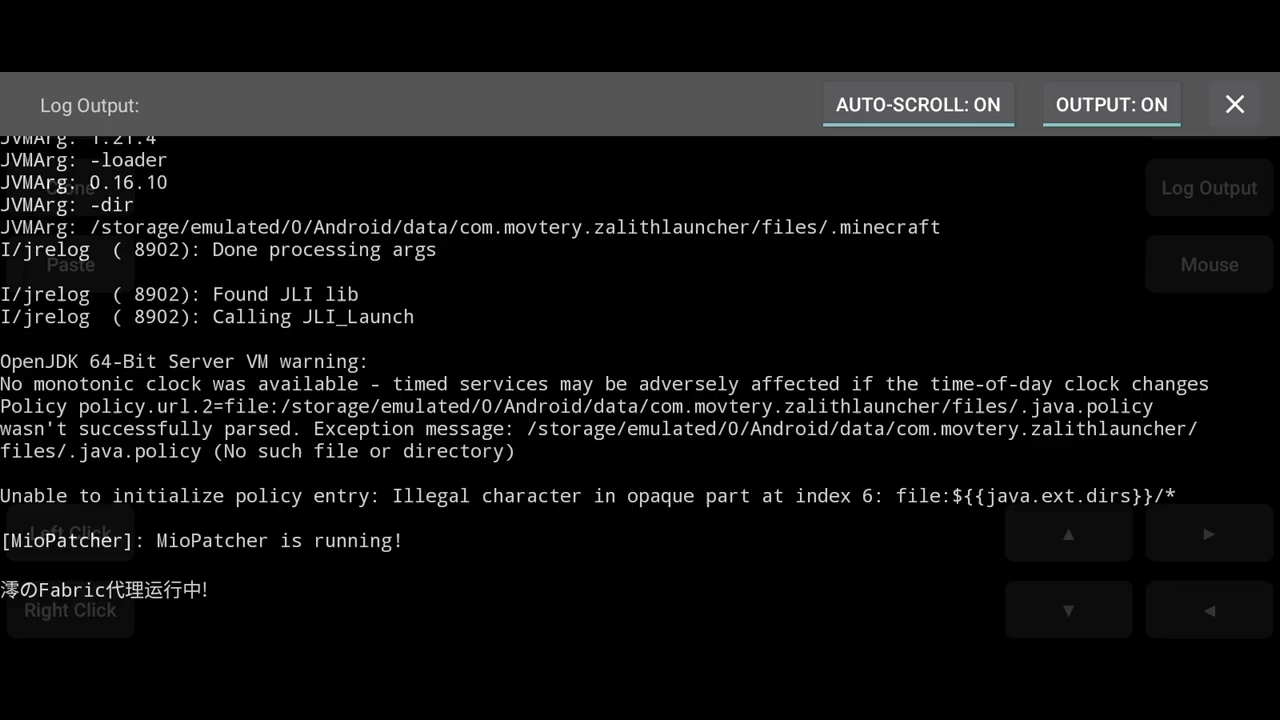 Log Output:
AUTO-SCROLL: ON
OUTPUT: ON
JVMArg: 1.21.4
JVMArg: -loader
JVMArg: 0.16.10
JVMArg: -dir
JVMArg: /storage/emulated/0/Android/data/com.movtery.zalithlauncher/files/.minecraft
I/jrelog  ( 8902): Done processing args
I/jrelog  ( 8902): Found JLI lib
I/jrelog  ( 8902): Calling JLI_Launch
OpenJDK 64-Bit Server VM warning:
No monotonic clock was available - timed services may be adversely affected if the time-of-day clock changes
Policy policy.url.2=file:/storage/emulated/0/Android/data/com.movtery.zalithlauncher/files/.java.policy
wasn't successfully parsed. Exception message: /storage/emulated/0/Android/data/com.movtery.zalithlauncher/
files/.java.policy (No such file or directory)
Unable to initialize policy entry: Illegal character in opaque part at index 6: file:${{java.ext.dirs}}/*
[MioPatcher]: MioPatcher is running!
澪のFabric代理运行中!
Paste
Left Click
Right Click
Log Output
Mouse